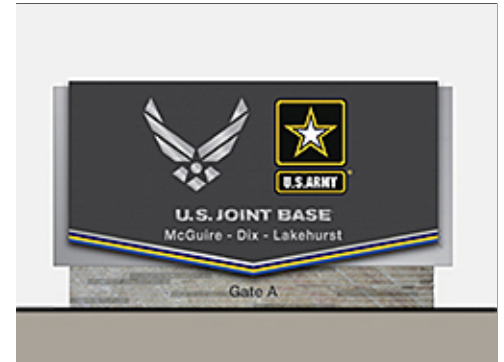 U.S.ARMY
U.S. JOINT BASE
McGuire - Dix - Lakehurst
Gate A